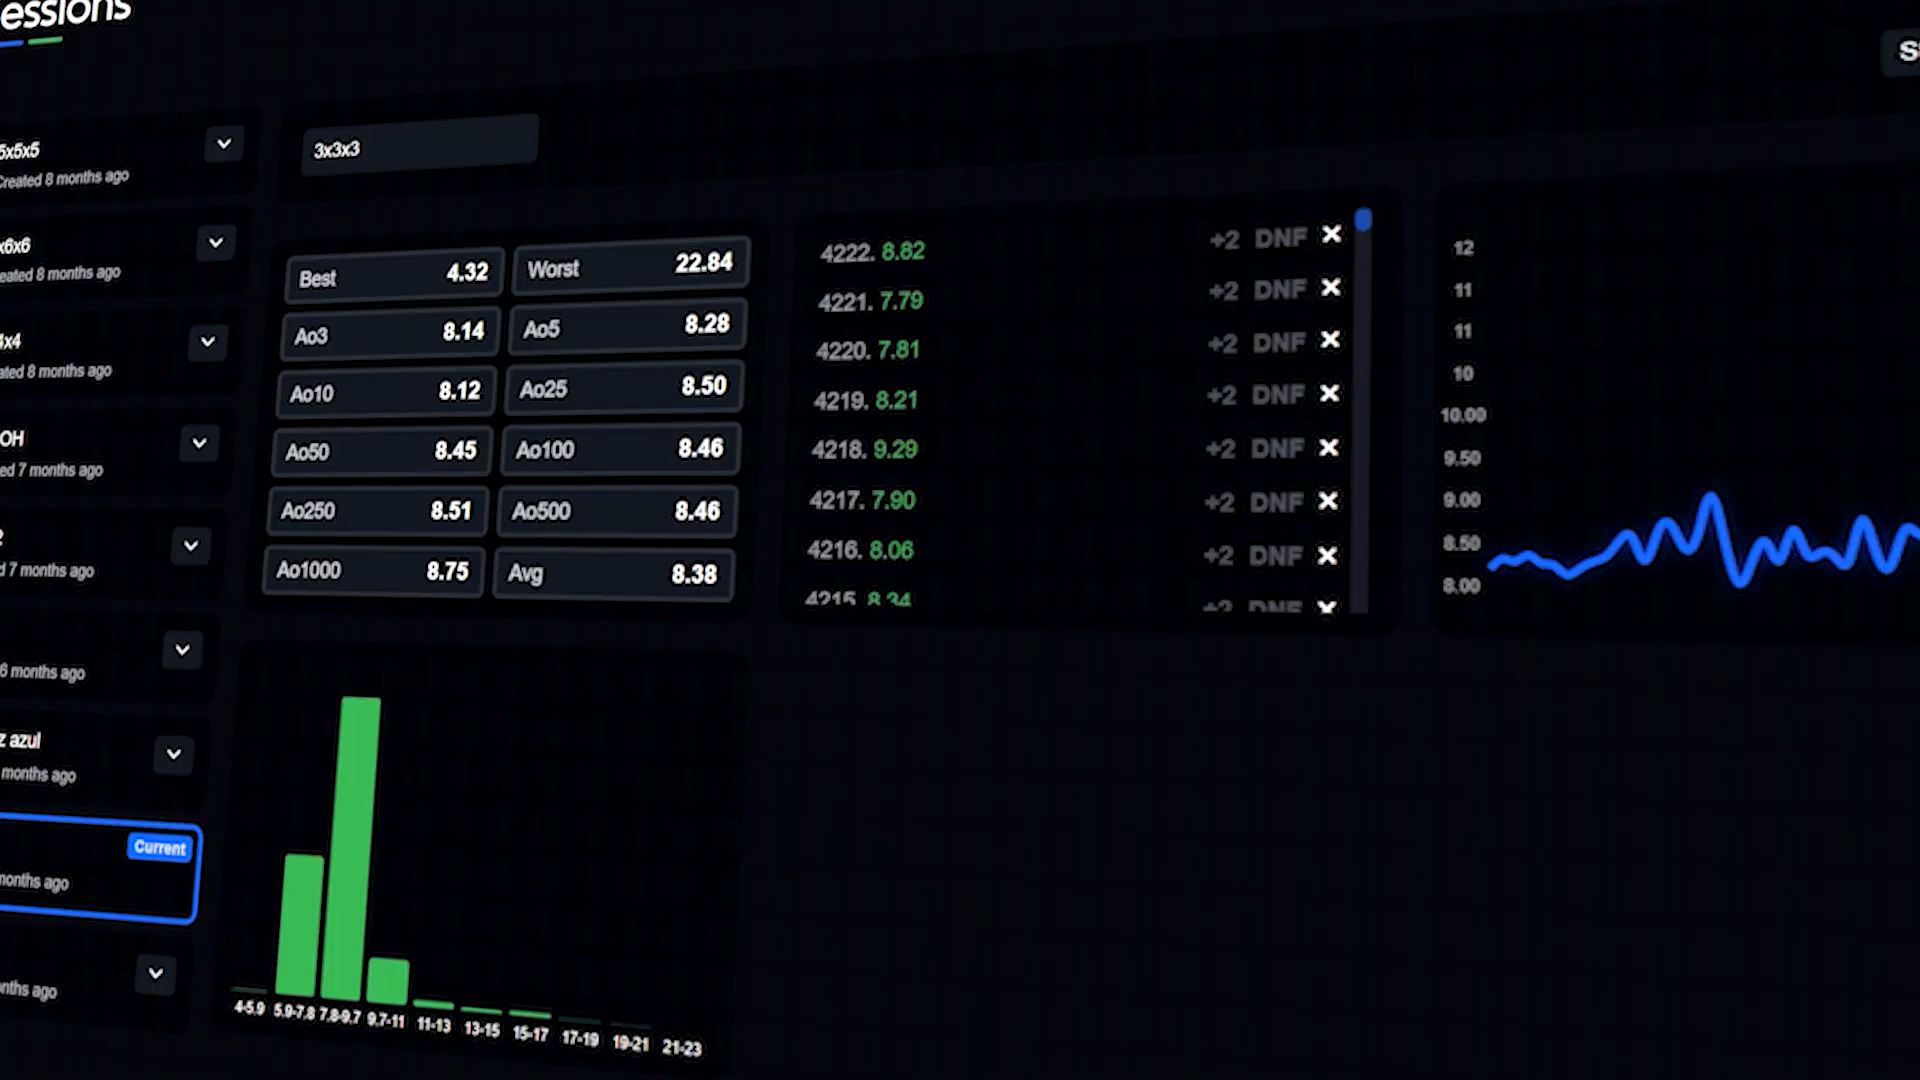 essions
S
5x5x5
Created 8 months ago
x6x6
eated 8 months ago
4x4
ated 8 months ago
OH
ed 7 months ago
2
d 7 months ago
6 months ago
z azul
months ago
Current
months ago
nths ago
3x3x3
Best 4.32 Worst 22.84
Ao3 8.14 Ao5 8.28
Ao10 8.12 Ao25 8.50
Ao50 8.45 Ao100 8.46
Ao250 8.51 Ao500 8.46
Ao1000 8.75 Avg 8.38
4222. 8.82 +2 DNF
4221. 7.79 +2 DNF
4220. 7.81 +2 DNF
4219. 8.21 +2 DNF
4218. 9.29 +2 DNF
4217. 7.90 +2 DNF
4216. 8.06 +2 DNF
4215. 8.34 +2 DNF
12
11
11
10
10.00
9.50
9.00
8.50
8.00
4-5.9 5.9-7.8 7.8-9.7 9.7-11 11-13 13-15 15-17 17-19 19-21 21-23